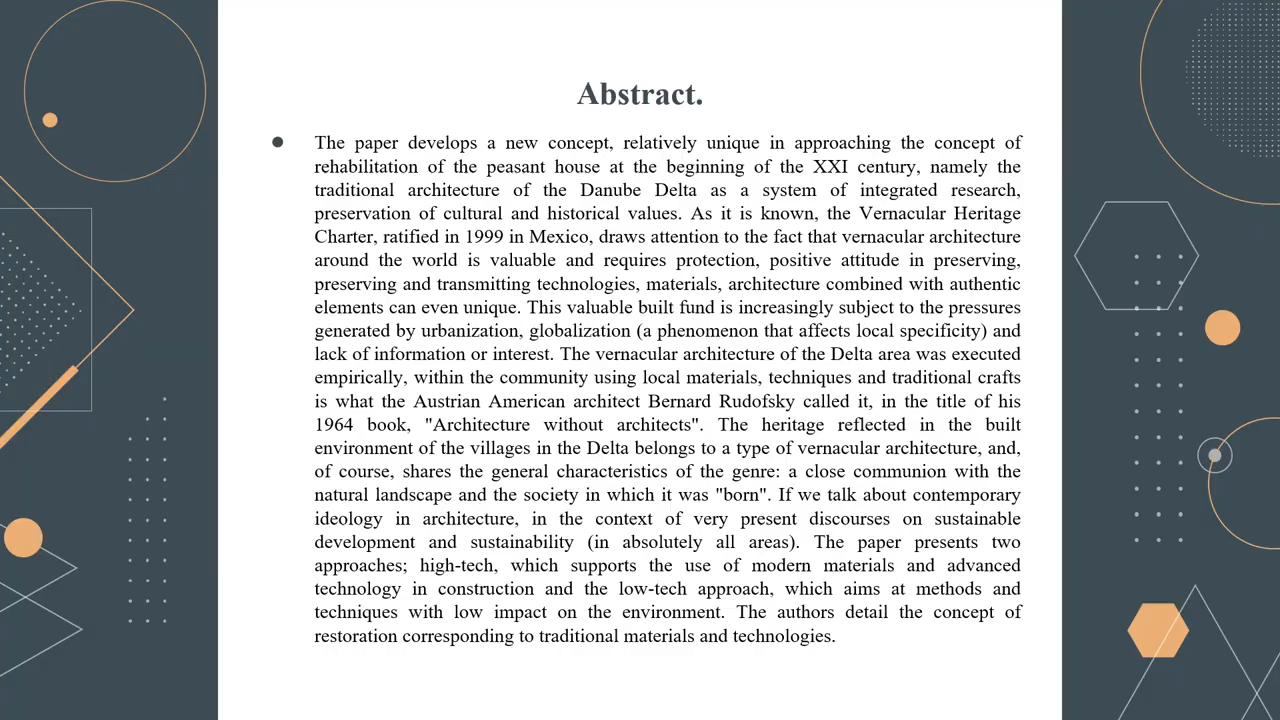 Abstract.
The paper develops a new concept, relatively unique in approaching the concept of
rehabilitation of the peasant house at the beginning of the XXI century, namely the
traditional architecture of the Danube Delta as a system of integrated research,
preservation of cultural and historical values. As it is known, the Vernacular Heritage
Charter, ratified in 1999 in Mexico, draws attention to the fact that vernacular architecture
around the world is valuable and requires protection, positive attitude in preserving,
preserving and transmitting technologies, materials, architecture combined with authentic
elements can even unique. This valuable built fund is increasingly subject to the pressures
generated by urbanization, globalization (a phenomenon that affects local specificity) and
lack of information or interest. The vernacular architecture of the Delta area was executed
empirically, within the community using local materials, techniques and traditional crafts
is what the Austrian American architect Bernard Rudofsky called it, in the title of his
1964 book, "Architecture without architects". The heritage reflected in the built
environment of the villages in the Delta belongs to a type of vernacular architecture, and,
of course, shares the general characteristics of the genre: a close communion with the
natural landscape and the society in which it was "born". If we talk about contemporary
ideology in architecture, in the context of very present discourses on sustainable
development and sustainability (in absolutely all areas). The paper presents two
approaches; high-tech, which supports the use of modern materials and advanced
technology in construction and the low-tech approach, which aims at methods and
techniques with low impact on the environment. The authors detail the concept of
restoration corresponding to traditional materials and technologies.